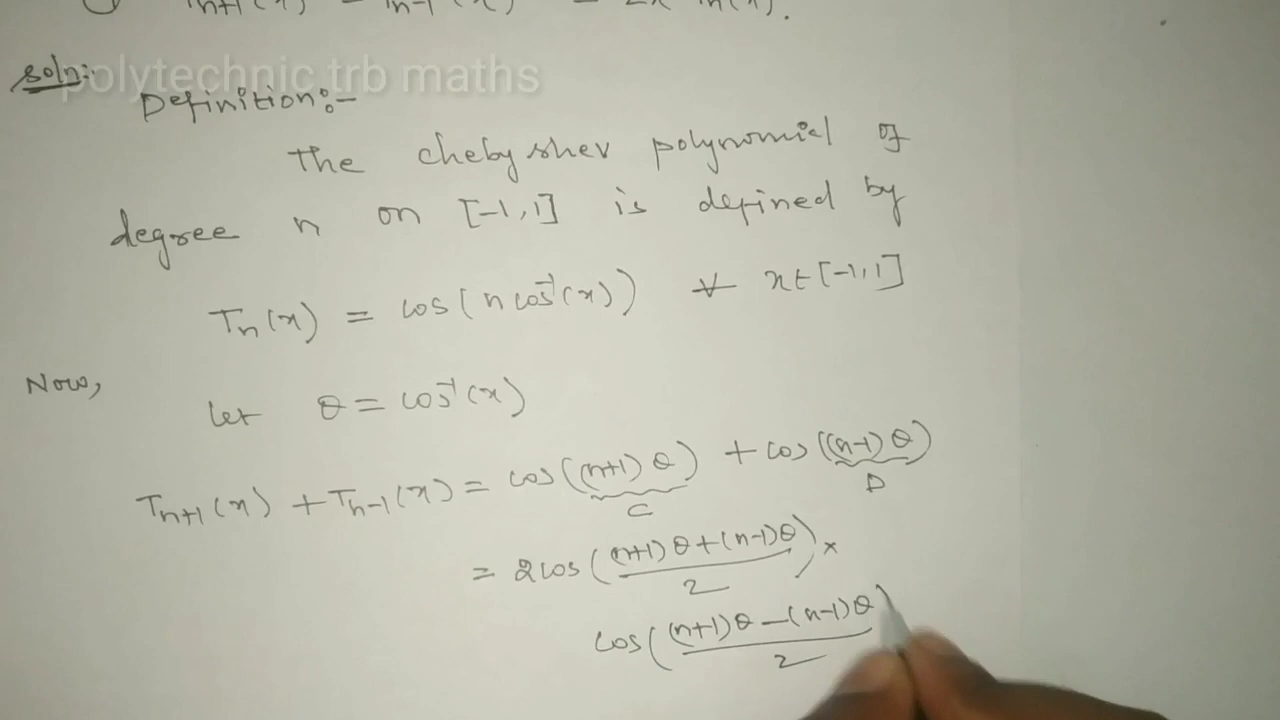 Soln:-
polytechnic trb maths
Definition:-
The chebyshev polynomial of
degree n on [-1,1] is defined by
Tn(x) = cos(n cos⁻¹(x)) ∀ x∈[-1,1]
Now,
Let θ = cos⁻¹(x)
Tn+1(x) + Tn-1(x) = cos((n+1)θ) + cos((n-1)θ)
C D
= 2cos((n+1)θ+(n-1)θ / 2) ×
cos((n+1)θ-(n-1)θ / 2)